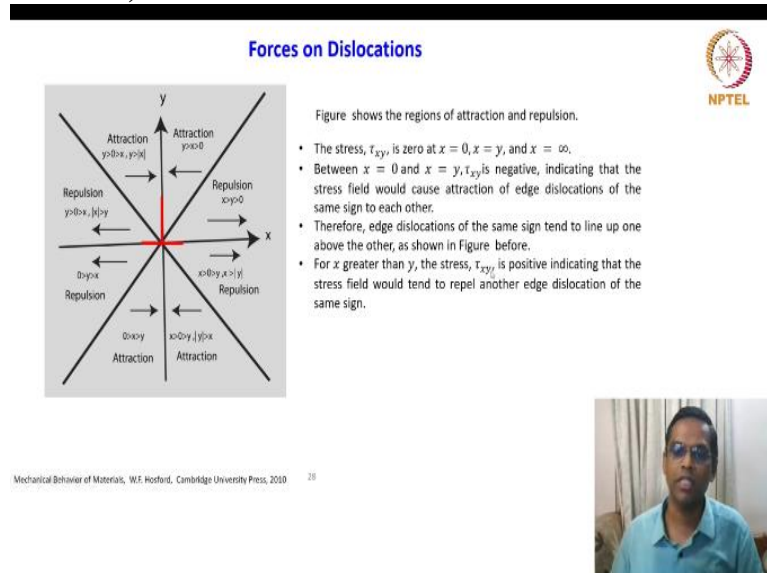 Forces on Dislocations
NPTEL
y
Attraction
y>0>x, y>|x|
Attraction
y>x>0
Repulsion
y>0>x, |x|>y
Repulsion
x>y>0
x
0>y>x
Repulsion
x>0>y, x>|y|
Repulsion
0>x>y
Attraction
x>0>y, |y|>x
Attraction
Figure shows the regions of attraction and repulsion.
• The stress, τxy, is zero at x = 0, x = y, and x = ∞.
• Between x = 0 and x = y, τxy is negative, indicating that the
stress field would cause attraction of edge dislocations of the
same sign to each other.
• Therefore, edge dislocations of the same sign tend to line up one
above the other, as shown in Figure before.
• For x greater than y, the stress, τxy, is positive indicating that the
stress field would tend to repel another edge dislocation of the
same sign.
Mechanical Behavior of Materials, W.F. Hosford, Cambridge University Press, 2010
28